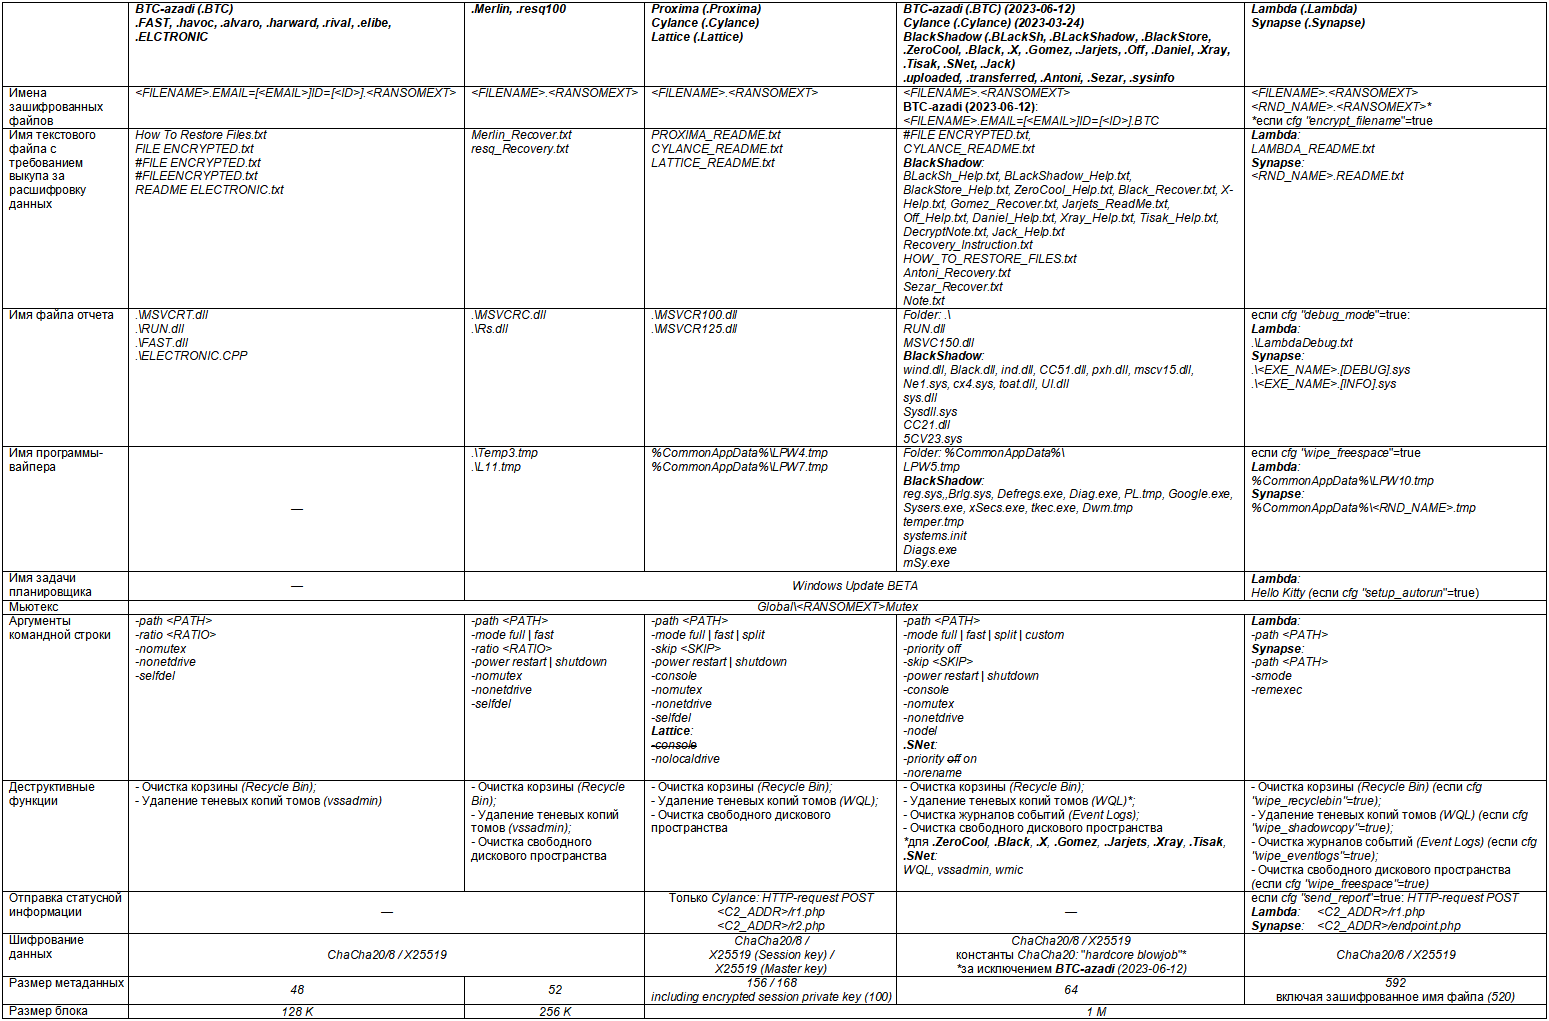 BTC-azadi (.BTC)
.FAST, .havoc, .alvaro, .harward, .rival, .elibe,
.ELCTRONIC
.Merlin, .resq100
Proxima (.Proxima)
Cylance (.Cylance)
Lattice (.Lattice)
BTC-azadi (.BTC) (2023-06-12)
Cylance (.Cylance) (2023-03-24)
BlackShadow (.BLackSh, .BLackShadow, .BlackStore,
.ZeroCool, .Black, .X, .Gomez, .Jarjets, .Off, .Daniel, .Xray,
.Tisak, .SNet, .Jack)
.uploaded, .transferred, .Antoni, .Sezar, .sysinfo
Lambda (.Lambda)
Synapse (.Synapse)
Имена
зашифрованных
файлов
<FILENAME>.EMAIL=[<EMAIL>]ID=[<ID>].<RANSOMEXT>
<FILENAME>.<RANSOMEXT>
<FILENAME>.<RANSOMEXT>
<FILENAME>.<RANSOMEXT>
BTC-azadi (2023-06-12):
<FILENAME>.EMAIL=[<EMAIL>]ID=[<ID>].BTC
<FILENAME>.<RANSOMEXT>
<RND_NAME>.<RANSOMEXT>*
*если cfg "encrypt_filename"=true
Имя текстового
файла с
требованием
выкупа за
расшифровку
данных
How To Restore Files.txt
FILE ENCRYPTED.txt
#FILE ENCRYPTED.txt
#FILEENCRYPTED.txt
README ELECTRONIC.txt
Merlin_Recover.txt
resq_Recovery.txt
PROXIMA_README.txt
CYLANCE_README.txt
LATTICE_README.txt
#FILE ENCRYPTED.txt,
CYLANCE_README.txt
BlackShadow:
BLackSh_Help.txt, BLackShadow_Help.txt,
BlackStore_Help.txt, ZeroCool_Help.txt, Black_Recover.txt, X-
Help.txt, Gomez_Recover.txt, Jarjets_ReadMe.txt,
Off_Help.txt, Daniel_Help.txt, Xray_Help.txt, Tisak_Help.txt,
DecryptNote.txt, Jack_Help.txt
Recovery_Instruction.txt
HOW_TO_RESTORE_FILES.txt
Antoni_Recovery.txt
Sezar_Recover.txt
Note.txt
Lambda:
LAMBDA_README.txt
Synapse:
<RND_NAME>.README.txt
Имя файла отчета
.\MSVCRT.dll
.\RUN.dll
.\FAST.dll
.\ELECTRONIC.CPP
.\MSVCRC.dll
.\Rs.dll
.\MSVCR100.dll
.\MSVCR125.dll
Folder: .\
RUN.dll
MSVC150.dll
BlackShadow:
wind.dll, Black.dll, ind.dll, CC51.dll, pxh.dll, mscv15.dll,
Ne1.sys, cx4.sys, toat.dll, UI.dll
sys.dll
Sysdll.sys
CC21.dll
5CV23.sys
если cfg "debug_mode"=true:
Lambda:
.\LambdaDebug.txt
Synapse:
.\<EXE_NAME>.[DEBUG].sys
.\<EXE_NAME>.[INFO].sys
Имя программы-
вайпера
—
.\Temp3.tmp
.\L11.tmp
%CommonAppData%\LPW4.tmp
%CommonAppData%\LPW7.tmp
Folder: %CommonAppData%\
LPW5.tmp
BlackShadow:
reg.sys,,Brlg.sys, Defregs.exe, Diag.exe, PL.tmp, Google.exe,
Sysers.exe, xSecs.exe, tkec.exe, Dwm.tmp
temper.tmp
systems.init
Diags.exe
mSy.exe
если cfg "wipe_freespace"=true
Lambda:
%CommonAppData%\LPW10.tmp
Synapse:
%CommonAppData%\<RND_NAME>.tmp
Имя задачи
планировщика
—
Windows Update BETA
Lambda:
Hello Kitty (если cfg "setup_autorun"=true)
Мьютекс
Global\<RANSOMEXT>Mutex
Аргументы
командной строки
-path <PATH>
-ratio <RATIO>
-nomutex
-nonetdrive
-selfdel
-path <PATH>
-mode full | fast
-ratio <RATIO>
-power restart | shutdown
-nomutex
-nonetdrive
-selfdel
-path <PATH>
-mode full | fast | split
-skip <SKIP>
-power restart | shutdown
-console
-nomutex
-nonetdrive
-selfdel
Lattice:
-console
-nolocaldrive
-path <PATH>
-mode full | fast | split | custom
-priority off
-skip <SKIP>
-power restart | shutdown
-console
-nomutex
-nonetdrive
-nodel
.SNet:
-priority off on
-norename
Lambda:
-path <PATH>
Synapse:
-path <PATH>
-smode
-remexec
Деструктивные
функции
- Очистка корзины (Recycle Bin);
- Удаление теневых копий томов (vssadmin)
- Очистка корзины (Recycle
Bin);
- Удаление теневых копий
томов (vssadmin);
- Очистка свободного
дискового пространства
- Очистка корзины (Recycle Bin);
- Удаление теневых копий томов (WQL);
- Очистка свободного дискового
пространства
- Очистка корзины (Recycle Bin);
- Удаление теневых копий томов (WQL)*;
- Очистка журналов событий (Event Logs);
- Очистка свободного дискового пространства
*для .ZeroCool, .Black, .X, .Gomez, .Jarjets, .Xray, .Tisak,
.SNet:
WQL, vssadmin, wmic
- Очистка корзины (Recycle Bin) (если cfg
"wipe_recyclebin"=true);
- Удаление теневых копий томов (WQL) (если cfg
"wipe_shadowcopy"=true);
- Очистка журналов событий (Event Logs) (если cfg
"wipe_eventlogs"=true);
- Очистка свободного дискового пространства
(если cfg "wipe_freespace"=true)
Отправка статусной
информации
—
Только Cylance: HTTP-request POST
<C2_ADDR>/r1.php
<C2_ADDR>/r2.php
—
если cfg "send_report"=true: HTTP-request POST
Lambda: <C2_ADDR>/r1.php
Synapse: <C2_ADDR>/endpoint.php
Шифрование
данных
ChaCha20/8 / X25519
ChaCha20/8 /
X25519 (Session key) /
X25519 (Master key)
ChaCha20/8 / X25519
константы ChaCha20: "hardcore blowjob"*
*за исключением BTC-azadi (2023-06-12)
ChaCha20/8 / X25519
Размер метаданных
48
52
156 / 168
including encrypted session private key (100)
64
592
включая зашифрованное имя файла (520)
Размер блока
128 K
256 K
1 M